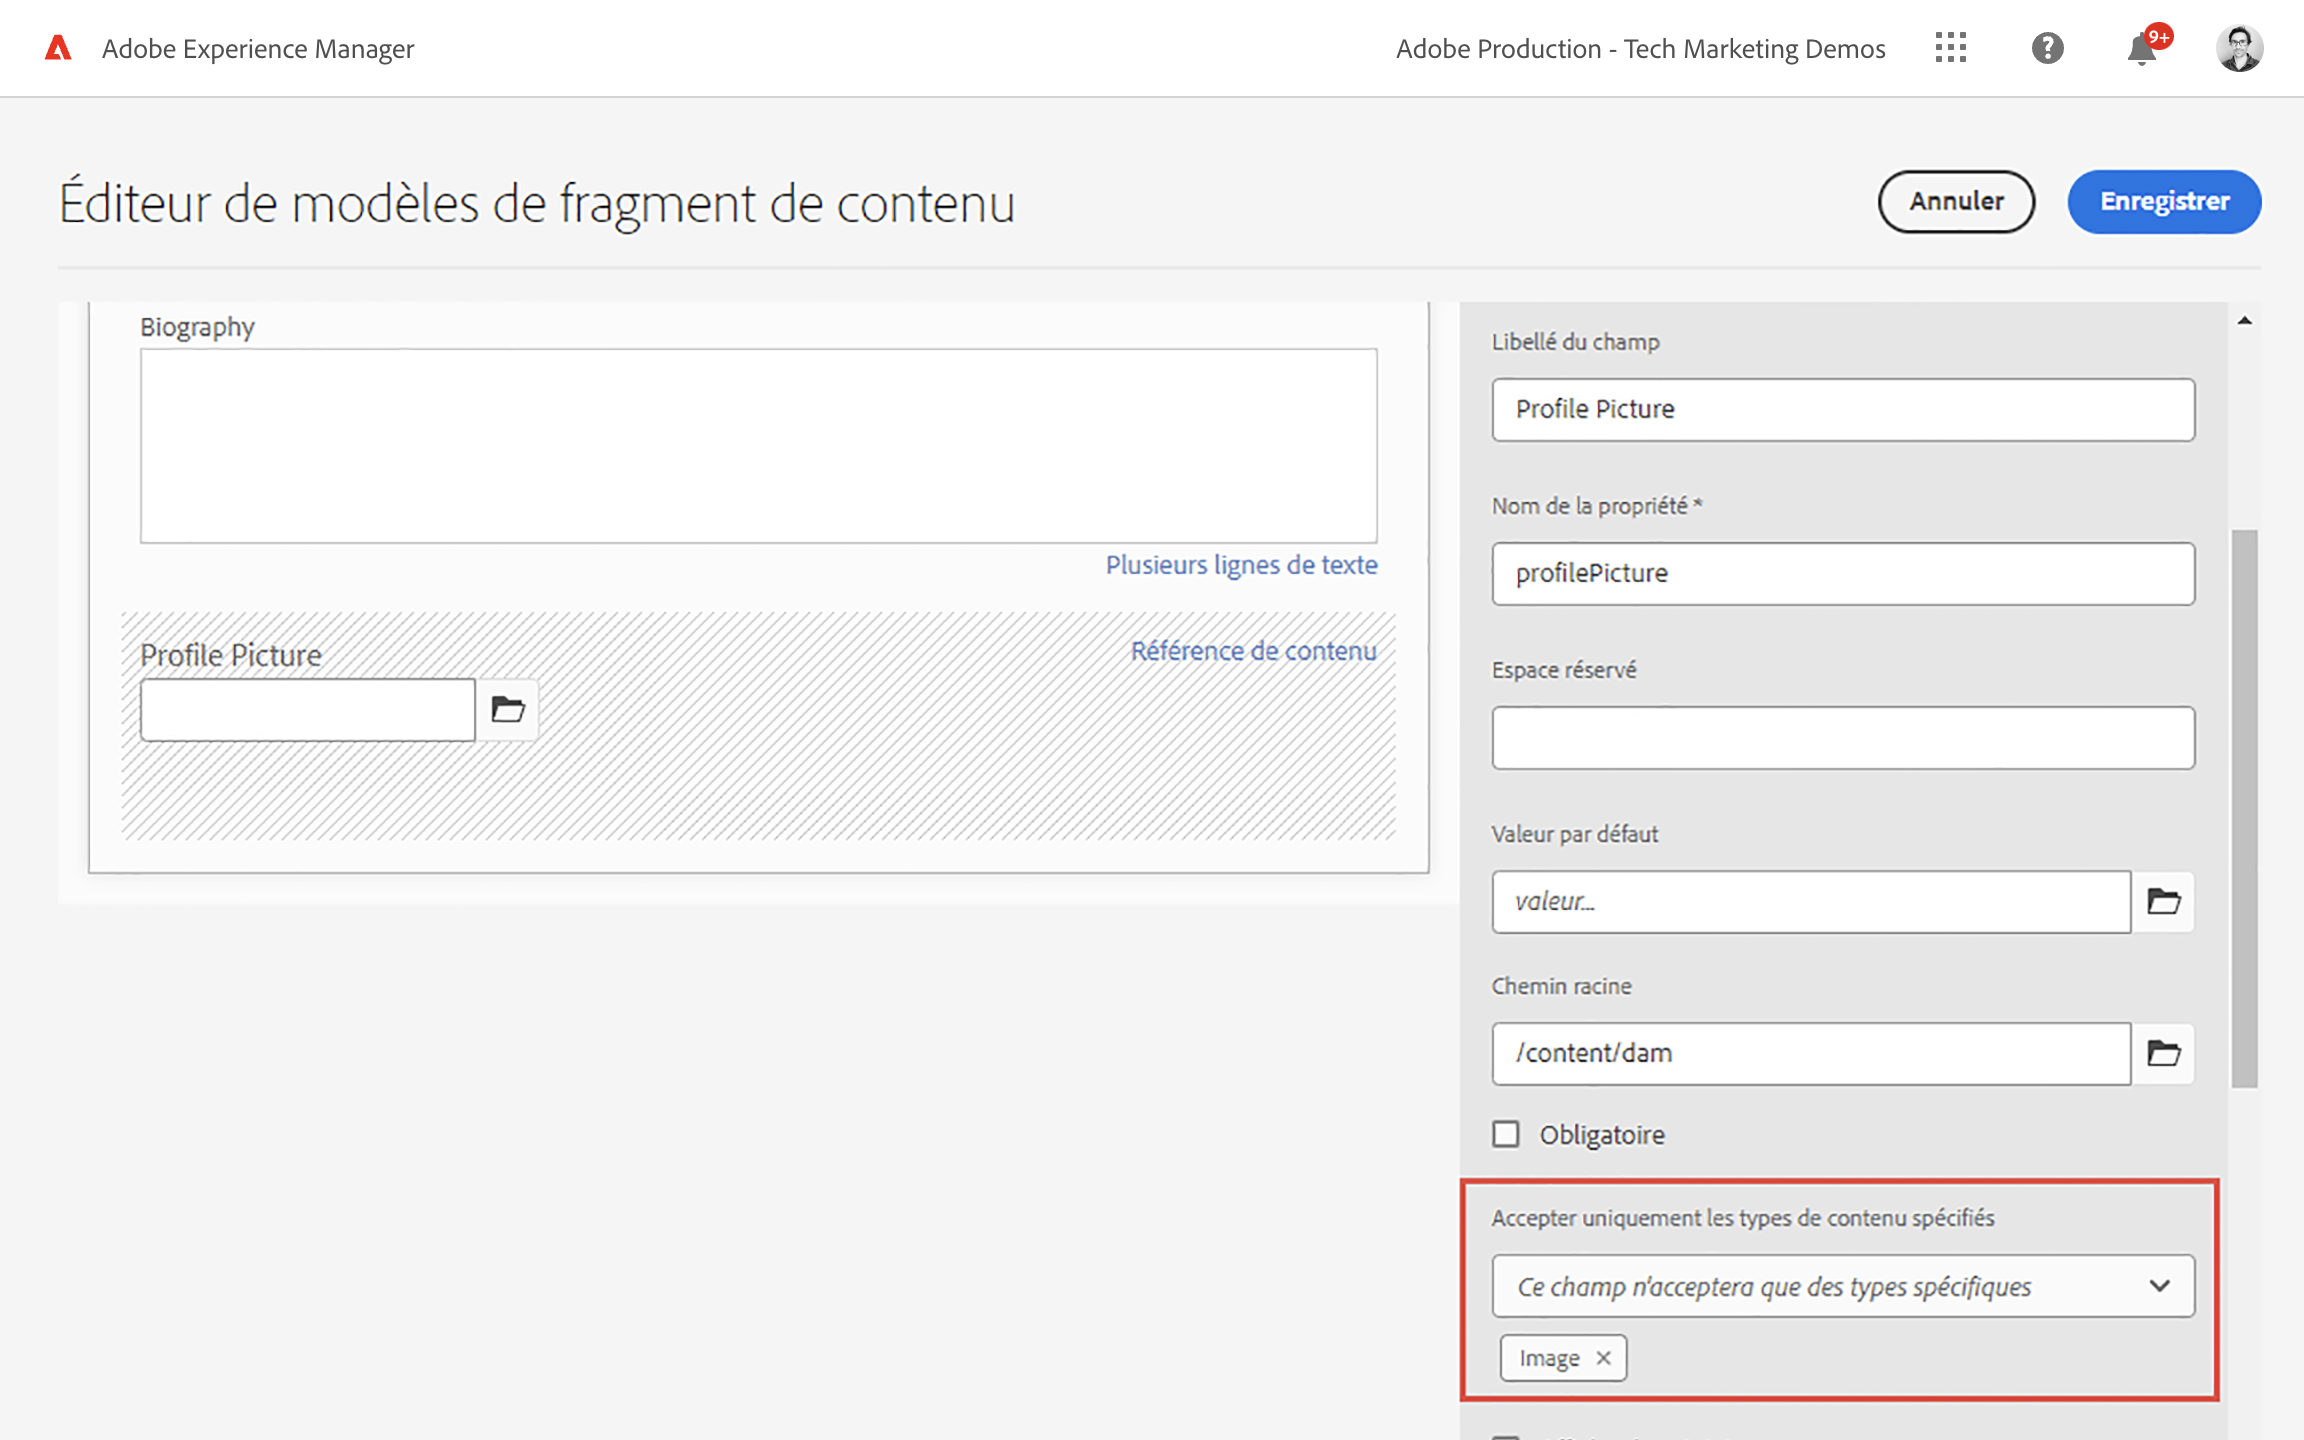 Adobe Experience Manager
Adobe Production - Tech Marketing Demos
9+
Éditeur de modèles de fragment de contenu
Annuler
Enregistrer
Biography
Plusieurs lignes de texte
Profile Picture
Référence de contenu
Libellé du champ
Profile Picture
Nom de la propriété *
profilePicture
Espace réservé
Valeur par défaut
valeur...
Chemin racine
/content/dam
Obligatoire
Accepter uniquement les types de contenu spécifiés
Ce champ n'acceptera que des types spécifiques
Image